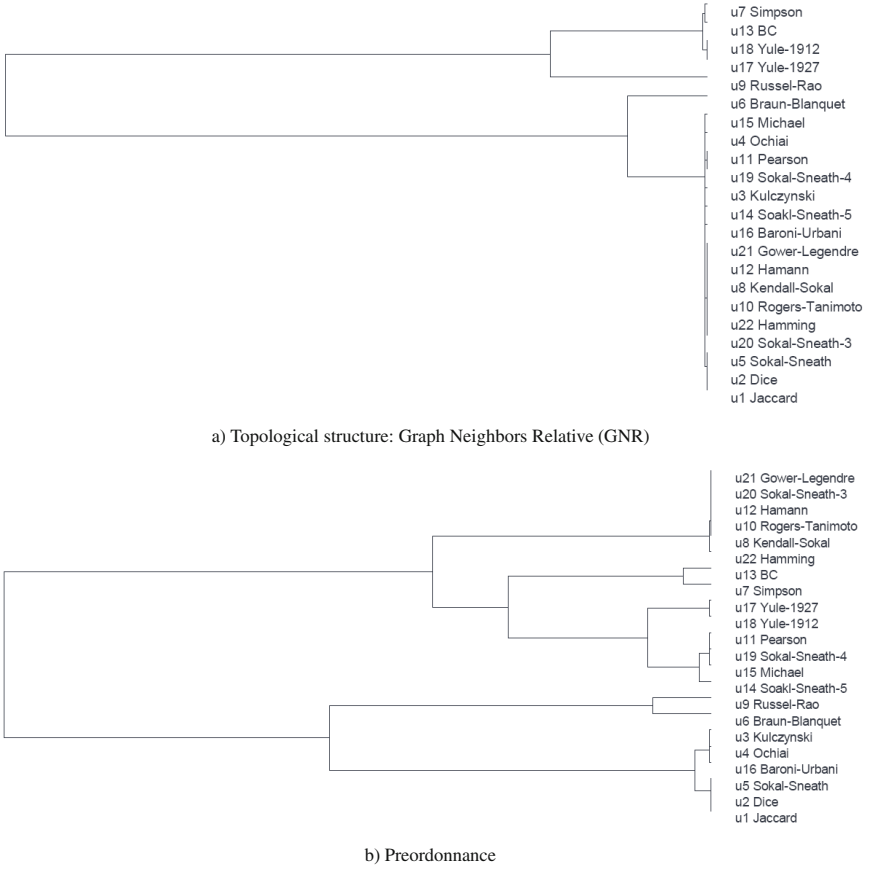 u7 Simpson
u13 BC
u18 Yule-1912
u17 Yule-1927
u9 Russel-Rao
u6 Braun-Blanquet
u15 Michael
u4 Ochiai
u11 Pearson
u19 Sokal-Sneath-4
u3 Kulczynski
u14 Soakl-Sneath-5
u16 Baroni-Urbani
u21 Gower-Legendre
u12 Hamann
u8 Kendall-Sokal
u10 Rogers-Tanimoto
u22 Hamming
u20 Sokal-Sneath-3
u5 Sokal-Sneath
u2 Dice
u1 Jaccard
a) Topological structure: Graph Neighbors Relative (GNR)
u21 Gower-Legendre
u20 Sokal-Sneath-3
u12 Hamann
u10 Rogers-Tanimoto
u8 Kendall-Sokal
u22 Hamming
u13 BC
u7 Simpson
u17 Yule-1927
u18 Yule-1912
u11 Pearson
u19 Sokal-Sneath-4
u15 Michael
u14 Soakl-Sneath-5
u9 Russel-Rao
u6 Braun-Blanquet
u3 Kulczynski
u4 Ochiai
u16 Baroni-Urbani
u5 Sokal-Sneath
u2 Dice
u1 Jaccard
b) Preordonnance